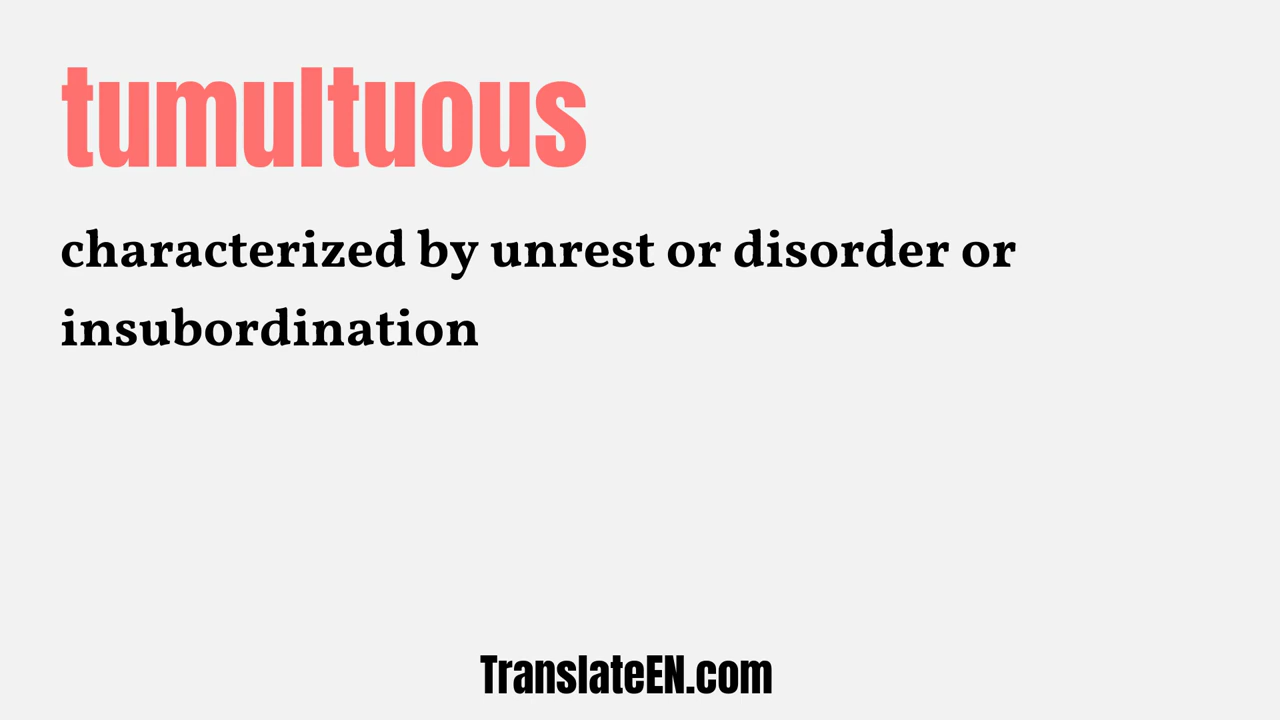 tumultuous
characterized by unrest or disorder or
insubordination
TranslateEN.com